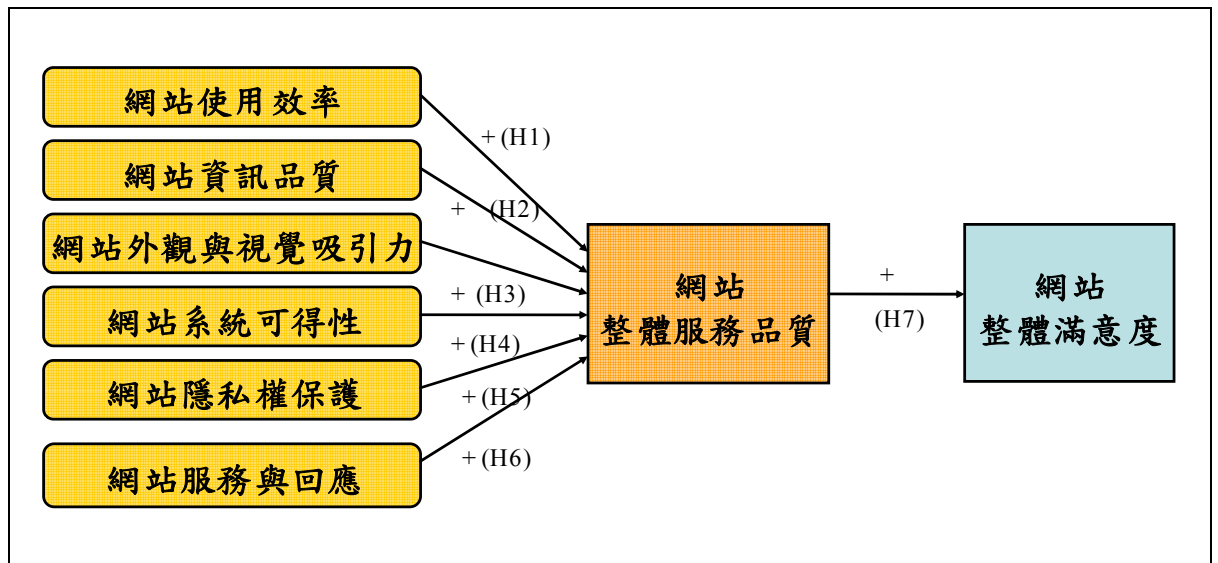 網站使用效率
網站資訊品質
網站外觀與視覺吸引力
網站系統可得性
網站隱私權保護
網站服務與回應
+ (H1)
+ (H2)
+ (H3)
+ (H4)
+ (H5)
+ (H6)
網站
整體服務品質
+
(H7)
網站
整體滿意度